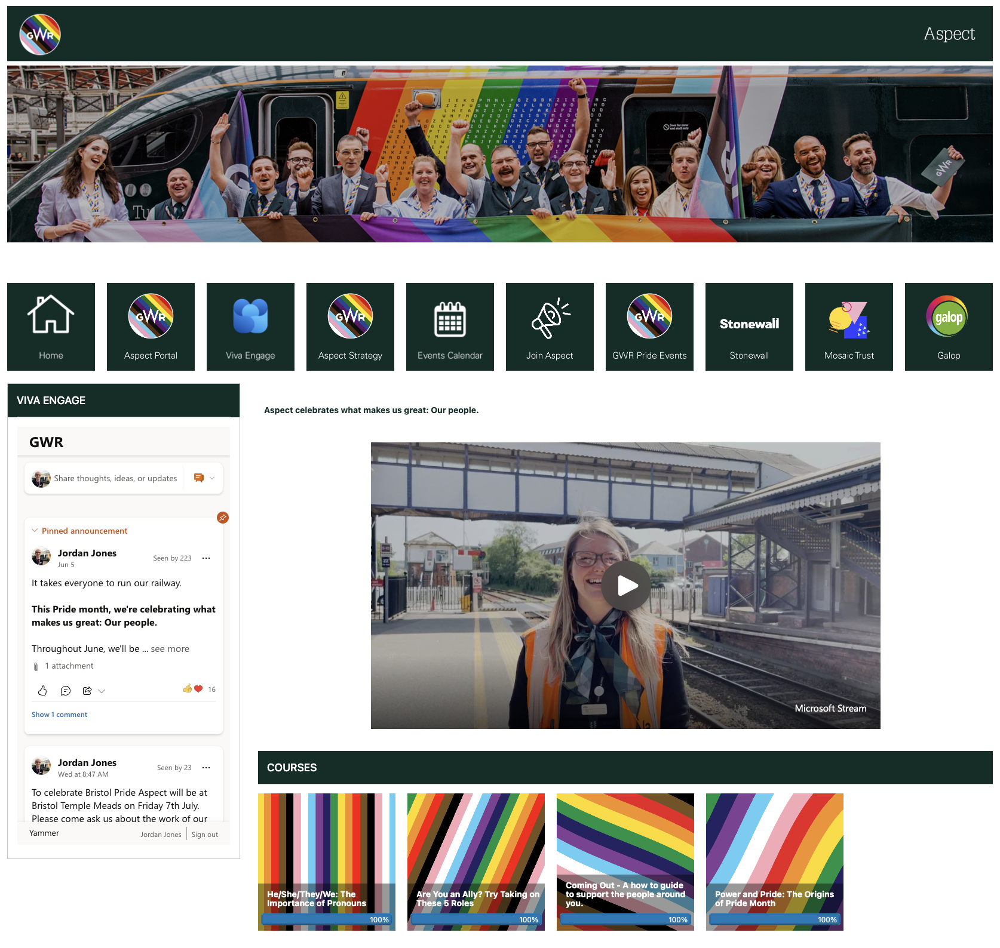 GWR
Aspect
Door for crew
and staff only
Tu
GWR
Home
GWR
Aspect Portal
Viva Engage
GWR
Aspect Strategy
Events Calendar
Join Aspect
GWR
GWR Pride Events
Stonewall
Stonewall
Mosaic Trust
galop
Galop
VIVA ENGAGE
GWR
Share thoughts, ideas, or updates
Pinned announcement
Jordan Jones
Jun 5
Seen by 223
It takes everyone to run our railway.
This Pride month, we're celebrating what
makes us great: Our people.
Throughout June, we'll be ... see more
1 attachment
16
Show 1 comment
Jordan Jones
Wed at 8:47 AM
Seen by 23
To celebrate Bristol Pride Aspect will be at
Bristol Temple Meads on Friday 7th July.
Please come ask us about the work of our
Yammer
Jordan Jones
Sign out
Aspect celebrates what makes us great: Our people.
Microsoft Stream
COURSES
He/She/They/We: The
Importance of Pronouns
100%
Are You an Ally? Try Taking on
These 5 Roles
100%
Coming Out - A how to guide
to support the people around
you.
100%
Power and Pride: The Origins
of Pride Month
100%